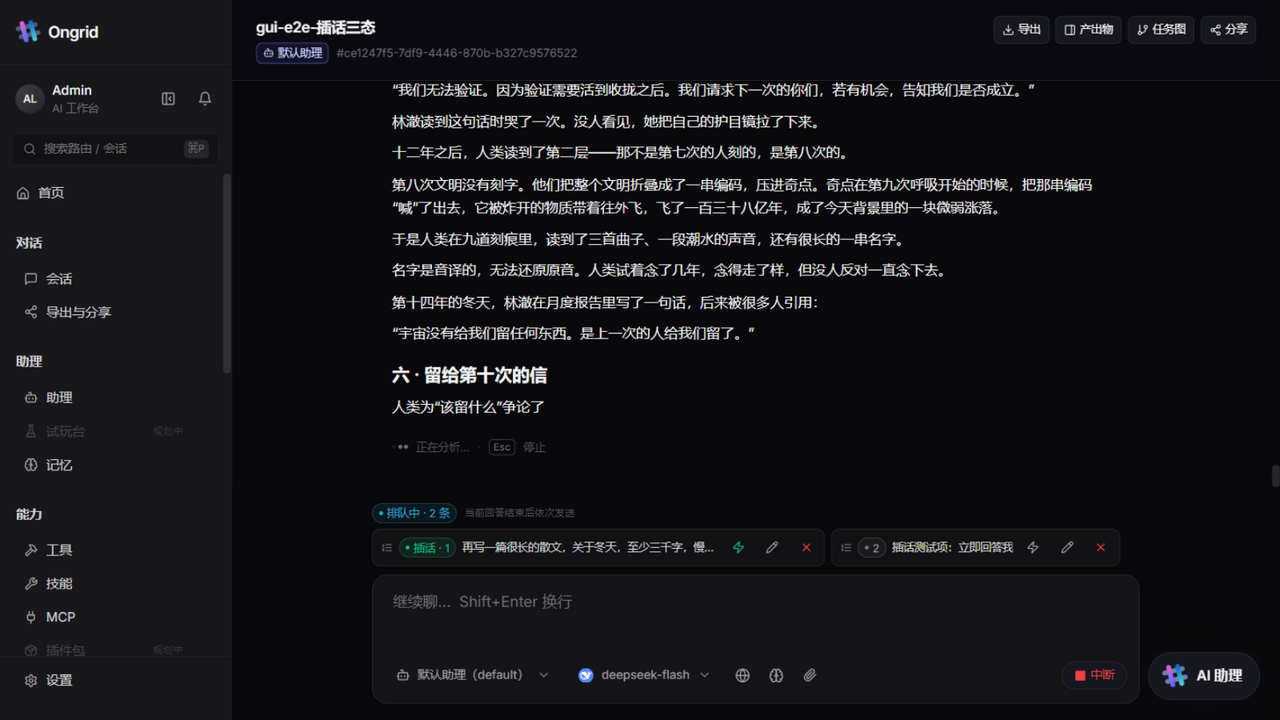 Ongrid
gui-e2e-插话三态
默认助理 #ce1247f5-7df9-4446-870b-b327c9576522
导出
产出物
任务图
分享
AL
Admin
AI 工作台
搜索路由 / 会话 ⌘P
首页
对话
会话
导出与分享
助理
助理
试玩台 规划中
记忆
能力
工具
技能
MCP
插件包 规划中
设置
“我们无法验证。因为验证需要活到收拢之后。我们请求下一次的你们，若有机会，告知我们是否成立。”
林澈读到这句话时哭了一次。没人看见，她把自己的护目镜拉了下来。
十二年之后，人类读到了第二层——那不是第七次的人刻的，是第八次的。
第八次文明没有刻字。他们把整个文明折叠成了一串编码，压进奇点。奇点在第九次呼吸开始的时候，把那串编码
“喊”了出去，它被炸开的物质带着往外飞，飞了一百三十八亿年，成了今天背景里的一块微弱涨落。
于是人类在九道刻痕里，读到了三首曲子、一段潮水的声音，还有很长的一串名字。
名字是音译的，无法还原原音。人类试着念了几年，念得走了样，但没人反对一直念下去。
第十四年的冬天，林澈在月度报告里写了一句话，后来被很多人引用：
“宇宙没有给我们留任何东西。是上一次的人给我们留了。”
六 · 留给第十次的信
人类为“该留什么”争论了
正在分析... · Esc 停止
排队中 · 2 条 当前回答结束后依次发送
插话 · 1 再写一篇很长的散文，关于冬天，至少三千字，慢...
2 插话测试项：立即回答我
继续聊... Shift+Enter 换行
默认助理（default）
deepseek-flash
中断
AI 助理